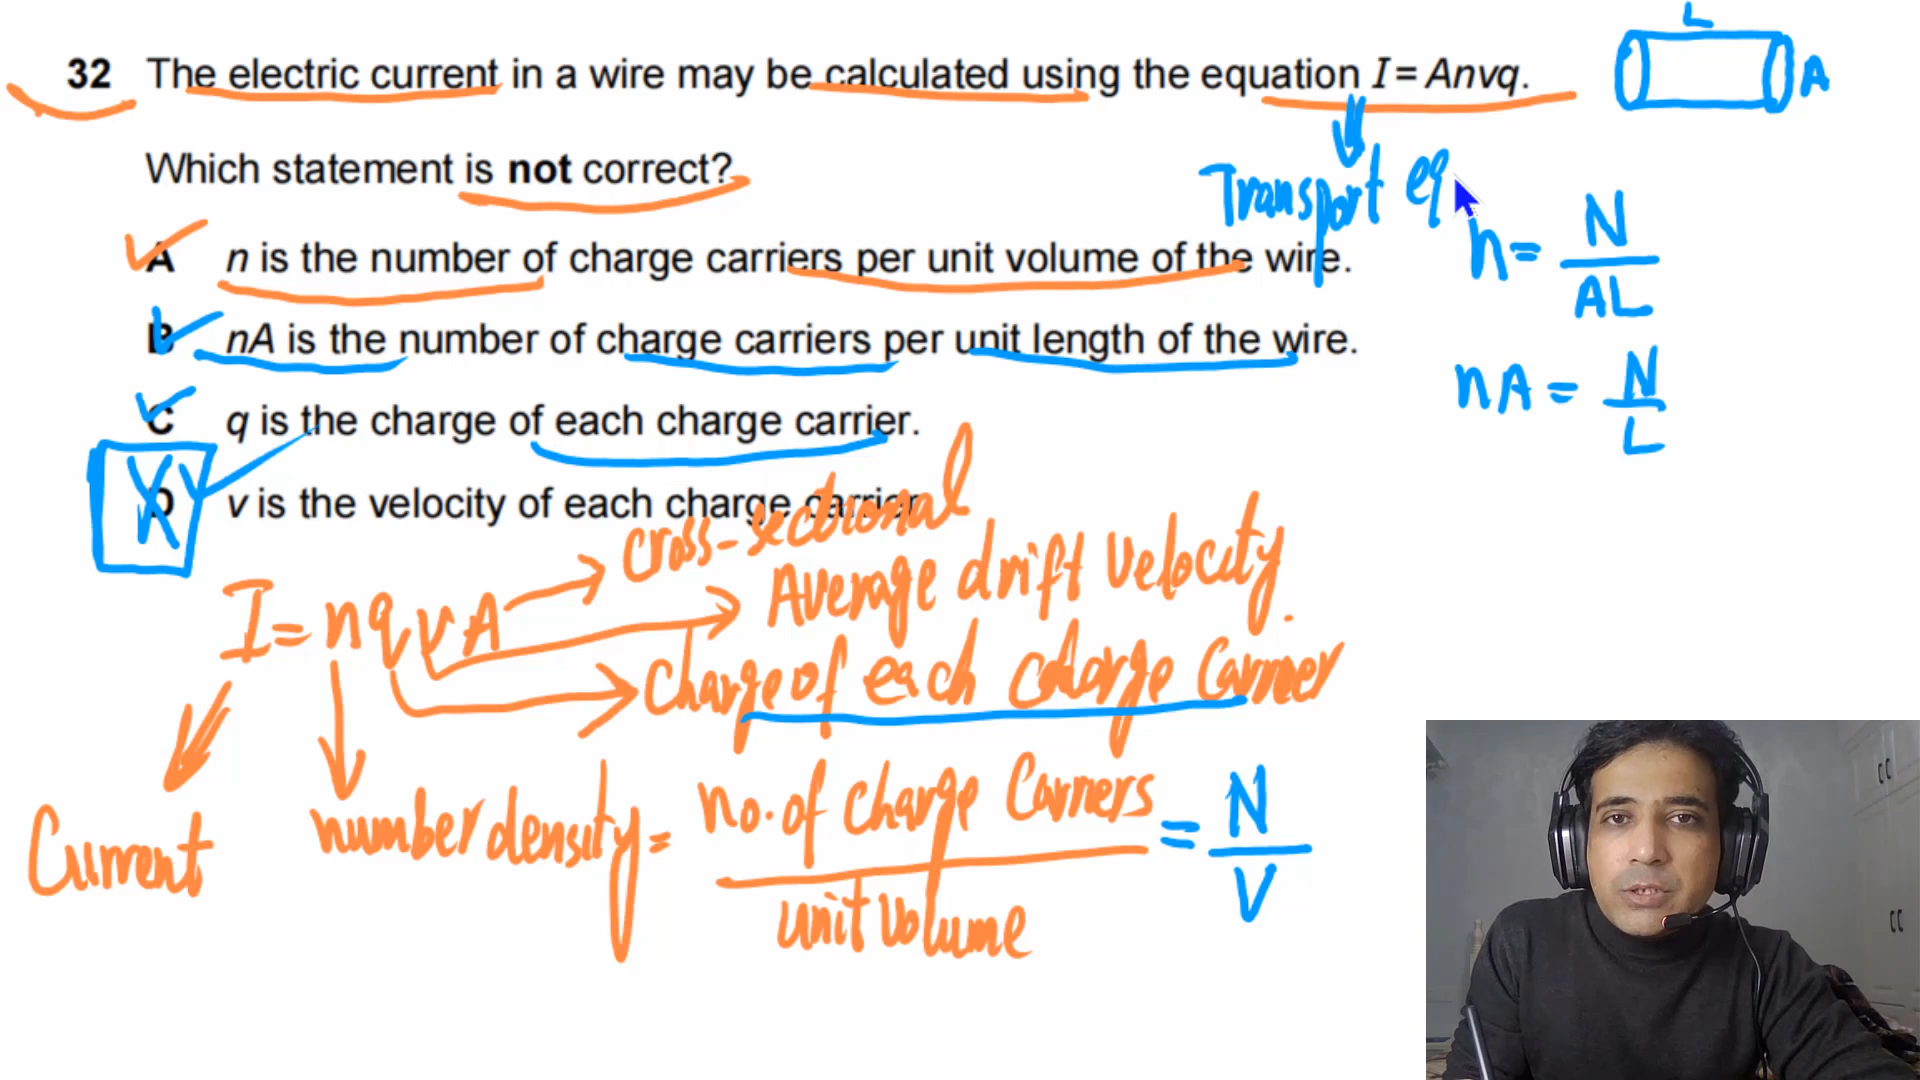 32 The electric current in a wire may be calculated using the equation I = Anvq.
L
A
Which statement is not correct?
Transport eq
A n is the number of charge carriers per unit volume of the wire.
n = N
AL
B nA is the number of charge carriers per unit length of the wire.
nA = N
L
C q is the charge of each charge carrier.
D v is the velocity of each charge carrier
cross-sectional
I = nqvA
Average drift velocity.
Charge of each charge carrier
Current
number density = no. of charge Carriers
unit volume
= N
V